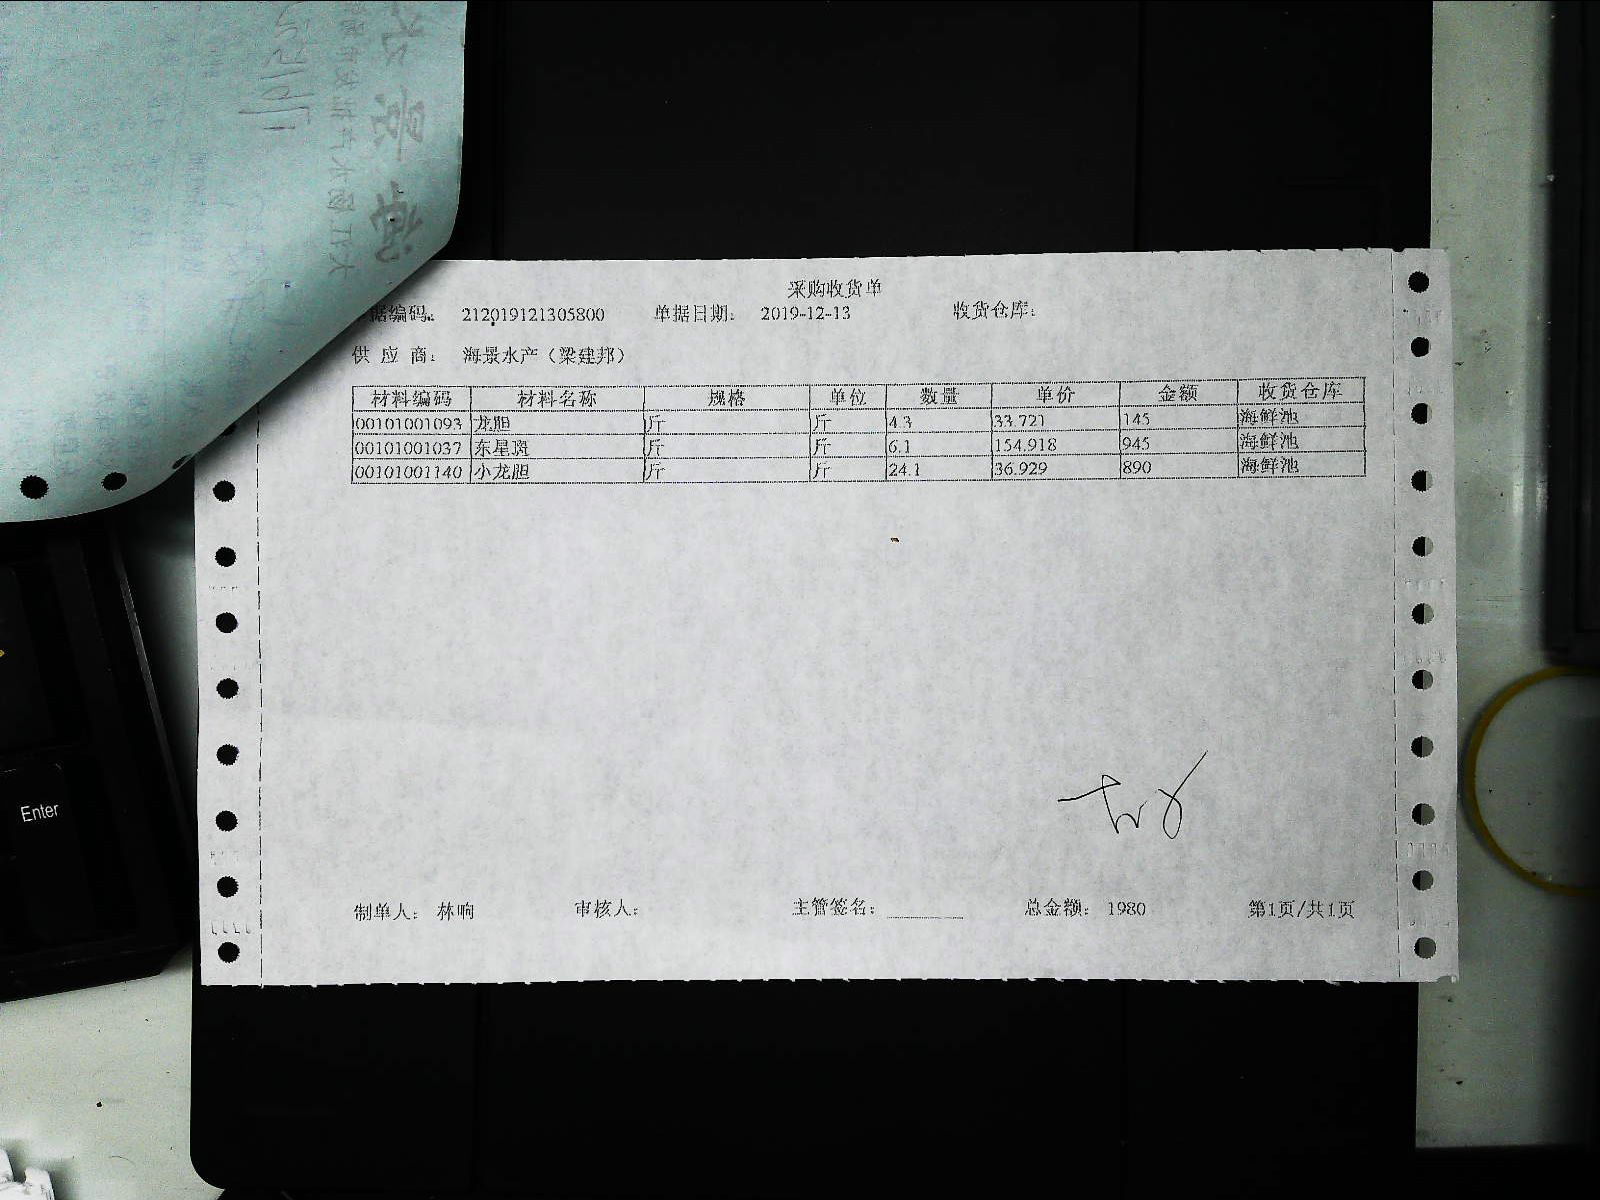 采购收货单
据编码: 212019121305800 单据日期: 2019-12-13 收货仓库:
供 应 商: 海景水产（梁建邦）
材料编码 材料名称 规格 单位 数量 单价 金额 收货仓库
00101001093 龙胆 斤 斤 4.3 33.721 145 海鲜池
00101001037 东星斑 斤 斤 6.1 154.918 945 海鲜池
00101001140 小龙胆 斤 斤 24.1 36.929 890 海鲜池
制单人: 林响 审核人: 主管签名: 总金额: 1980 第1页/共1页
Enter